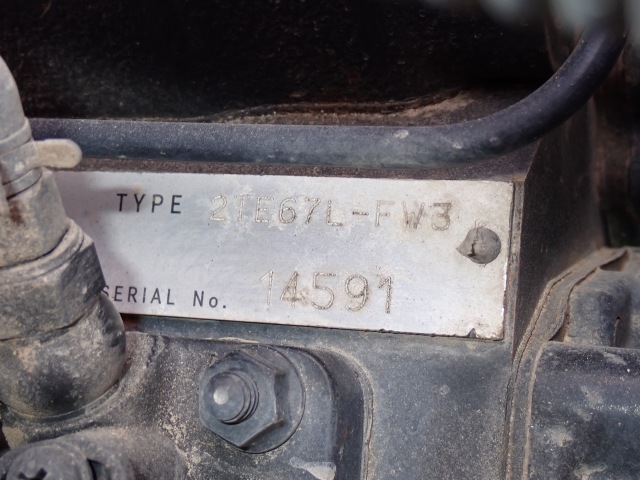 TYPE 2TE67L-FW3
SERIAL No. 14591